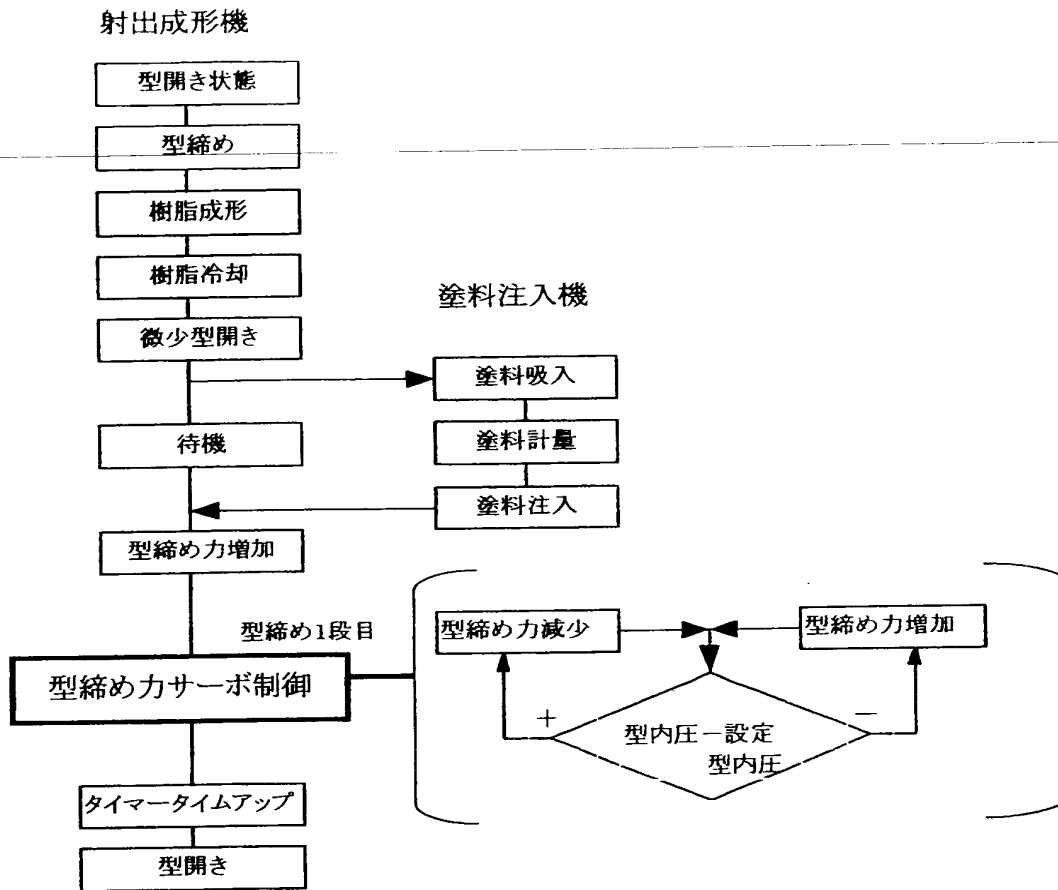 射出成形機
型開き状態
型締め
樹脂成形
樹脂冷却
微少型開き
塗料注入機
塗料吸入
待機
塗料計量
塗料注入
型締め力増加
型締め1段目
型締め力減少
型締め力増加
型締め力サーボ制御
+
−
型内圧－設定
型内圧
タイマータイムアップ
型開き